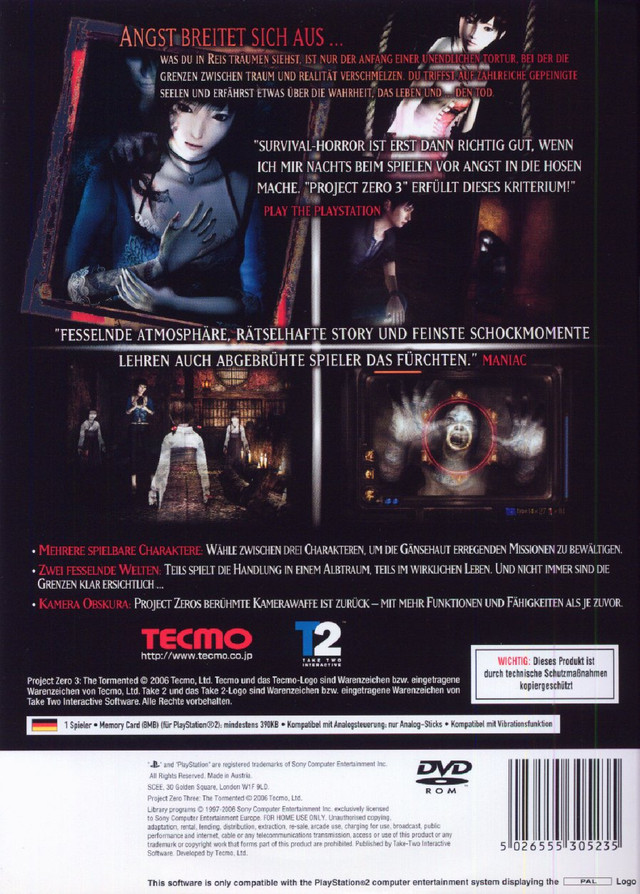 ANGST BREITET SICH AUS ...
WAS DU IN REIS TRÄUMEN SIEHST, IST NUR DER ANFANG EINER UNENDLICHEN TORTUR, BEI DER DIE
GRENZEN ZWISCHEN TRAUM UND REALITÄT VERSCHMELZEN. DU TRIFFST AUF ZAHLREICHE GEPEINIGTE
SEELEN UND ERFÄHRST ETWAS ÜBER DIE WAHRHEIT, DAS LEBEN UND ... DEN TOD.
"SURVIVAL-HORROR IST ERST DANN RICHTIG GUT, WENN
ICH MIR NACHTS BEIM SPIELEN VOR ANGST IN DIE HOSEN
MACHE. "PROJECT ZERO 3" ERFÜLLT DIESES KRITERIUM!"
PLAY THE PLAYSTATION
"FESSELNDE ATMOSPHÄRE, RÄTSELHAFTE STORY UND FEINSTE SCHOCKMOMENTE
LEHREN AUCH ABGEBRÜHTE SPIELER DAS FÜRCHTEN." MANIAC
• MEHRERE SPIELBARE CHARAKTERE: WÄHLE ZWISCHEN DREI CHARAKTEREN, UM DIE GÄNSEHAUT ERREGENDEN MISSIONEN ZU BEWÄLTIGEN.
• ZWEI FESSELNDE WELTEN: TEILS SPIELT DIE HANDLUNG IN EINEM ALBTRAUM, TEILS IM WIRKLICHEN LEBEN. UND NICHT IMMER SIND DIE
GRENZEN KLAR ERSICHTLICH ...
• KAMERA OBSKURA: PROJECT ZEROS BERÜHMTE KAMERAWAFFE IST ZURÜCK – MIT MEHR FUNKTIONEN UND FÄHIGKEITEN ALS JE ZUVOR.
TECMO
http://www.tecmo.co.jp
T2
TAKE TWO
INTERACTIVE
WICHTIG: Dieses Produkt ist
durch technische Schutzmaßnahmen
kopiergeschützt
Project Zero 3: The Tormented © 2006 Tecmo, Ltd. Tecmo und das Tecmo-Logo sind Warenzeichen bzw. eingetragene
Warenzeichen von Tecmo, Ltd. Take 2 und das Take 2-Logo sind Warenzeichen bzw. eingetragene Warenzeichen von
Take Two Interactive Software. Alle Rechte vorbehalten.
1 Spieler • Memory Card (8MB) (für PlayStation®2): mindestens 390KB • Kompatibel mit Analogsteuerung: nur Analog-Sticks • Kompatibel mit Vibrationsfunktion
" " and "PlayStation" are registered trademarks of Sony Computer Entertainment Inc.
All Rights Reserved. Made in Austria.
SCEE, 30 Golden Square, London W1F 9LD.
Project Zero Three: The Tormented © 2006 Tecmo, Ltd.
Library programs © 1997-2006 Sony Computer Entertainment Inc. exclusively licensed
to Sony Computer Entertainment Europe. FOR HOME USE ONLY. Unauthorised copying,
adaptation, rental, lending, distribution, extraction, re-sale, arcade use, charging for use, broadcast, public
performance and internet, cable or any telecommunications transmission, access or use of this product or any
trademark or copyright work that forms part of this product are prohibited. Published by Take-Two Interactive
Software. Developed by Tecmo, Ltd.
DVD
ROM
5 026555 305235
This software is only compatible with the PlayStation®2 computer entertainment system displaying the PAL Logo